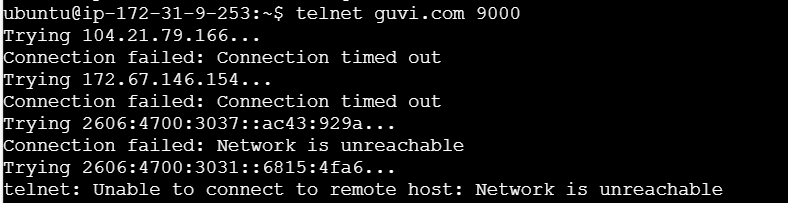 ubuntu@ip-172-31-9-253:~$ telnet guvi.com 9000
Trying 104.21.79.166...
Connection failed: Connection timed out
Trying 172.67.146.154...
Connection failed: Connection timed out
Trying 2606:4700:3037::ac43:929a...
Connection failed: Network is unreachable
Trying 2606:4700:3031::6815:4fa6...
telnet: Unable to connect to remote host: Network is unreachable